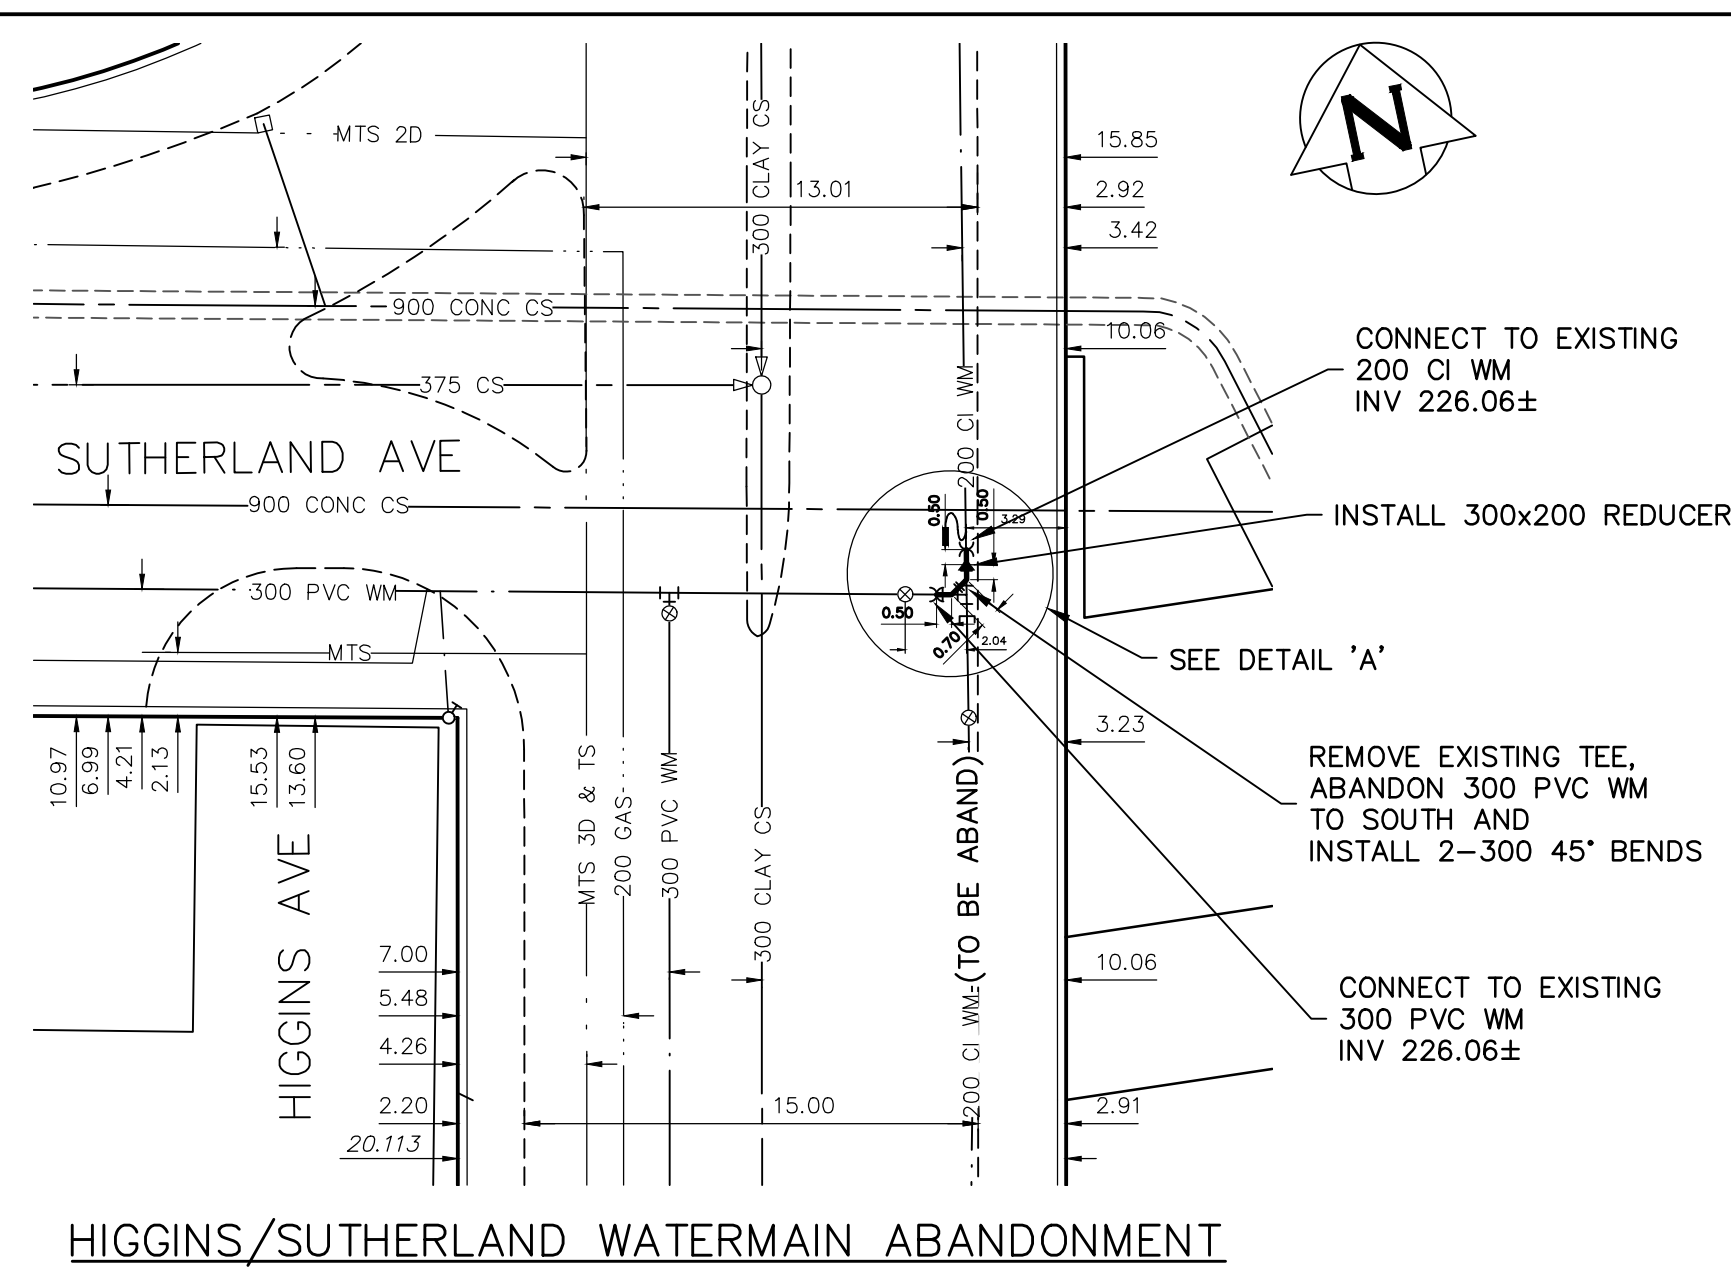 N
MTS 2D
300 CLAY CS
13.01
15.85
2.92
3.42
900 CONC CS
10.06
375 CS
200 CI WM
SUTHERLAND AVE
900 CONC CS
0.50
0.50
3.29
300 PVC WM
0.50
0.70
2.04
MTS
CONNECT TO EXISTING
200 CI WM
INV 226.06±
INSTALL 300x200 REDUCER
SEE DETAIL 'A'
3.23
REMOVE EXISTING TEE,
ABANDON 300 PVC WM
TO SOUTH AND
INSTALL 2-300 45° BENDS
10.97
6.99
4.21
2.13
15.53
13.60
HIGGINS AVE
MTS 3D & TS
200 GAS
300 PVC WM
300 CLAY CS
200 CI WM (TO BE ABAND)
7.00
5.48
4.26
2.20
20.113
15.00
10.06
2.91
CONNECT TO EXISTING
300 PVC WM
INV 226.06±
HIGGINS/SUTHERLAND WATERMAIN ABANDONMENT